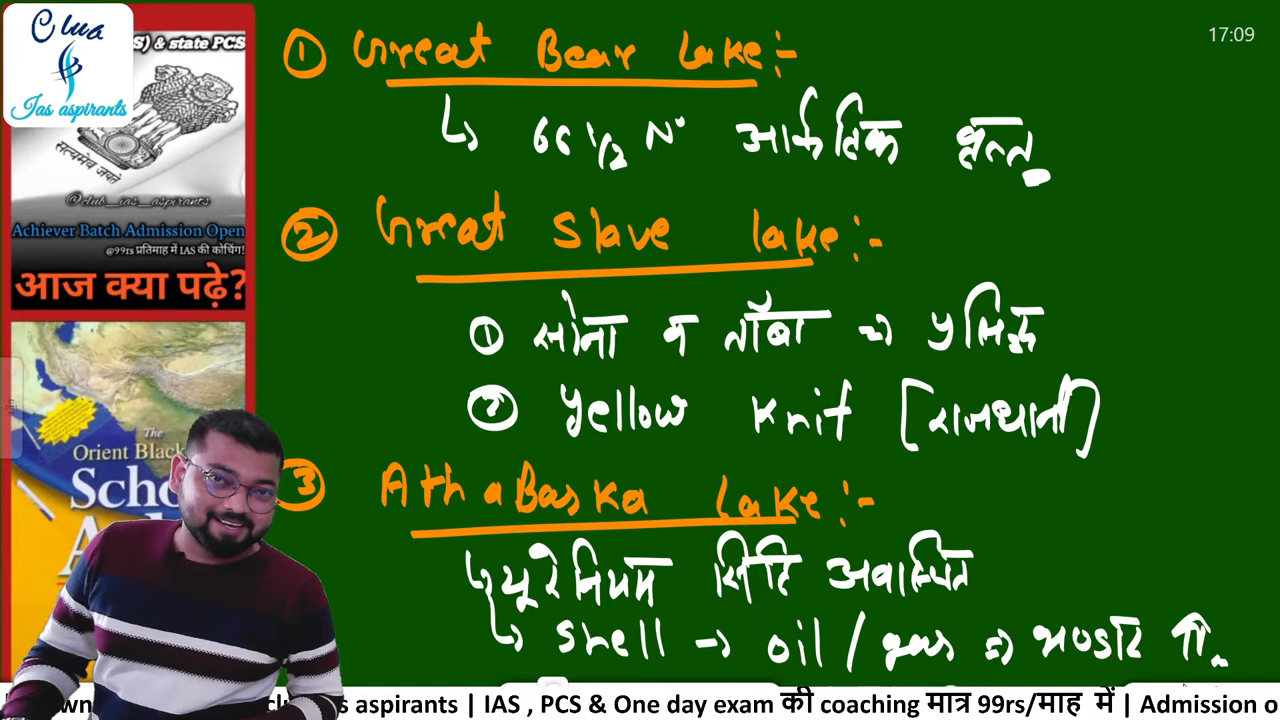 Clua
Ias aspirants
S) & state PCS
सत्यमेव जयते
@club_ias_aspirants
Achiever Batch Admission Open
@99rs प्रतिमाह में IAS की कोचिंग!
आज क्या पढ़े?
The
Orient Black
Scho
17:09
① Great Bear Lake:-
↳ 66 1/2 N° आर्कटिक वृत्त
② Great Slave lake:-
① सोना व ताँबा ⇒ प्रसिद्ध
② Yellow Knif [राजधानी]
③ AthaBaska Lake:-
↳ यूरेनियम सिटि अवस्थित
↳ Shell → oil / gas ⇒ भण्डार
s aspirants | IAS , PCS & One day exam की coaching मात्र 99rs/माह में | Admission o